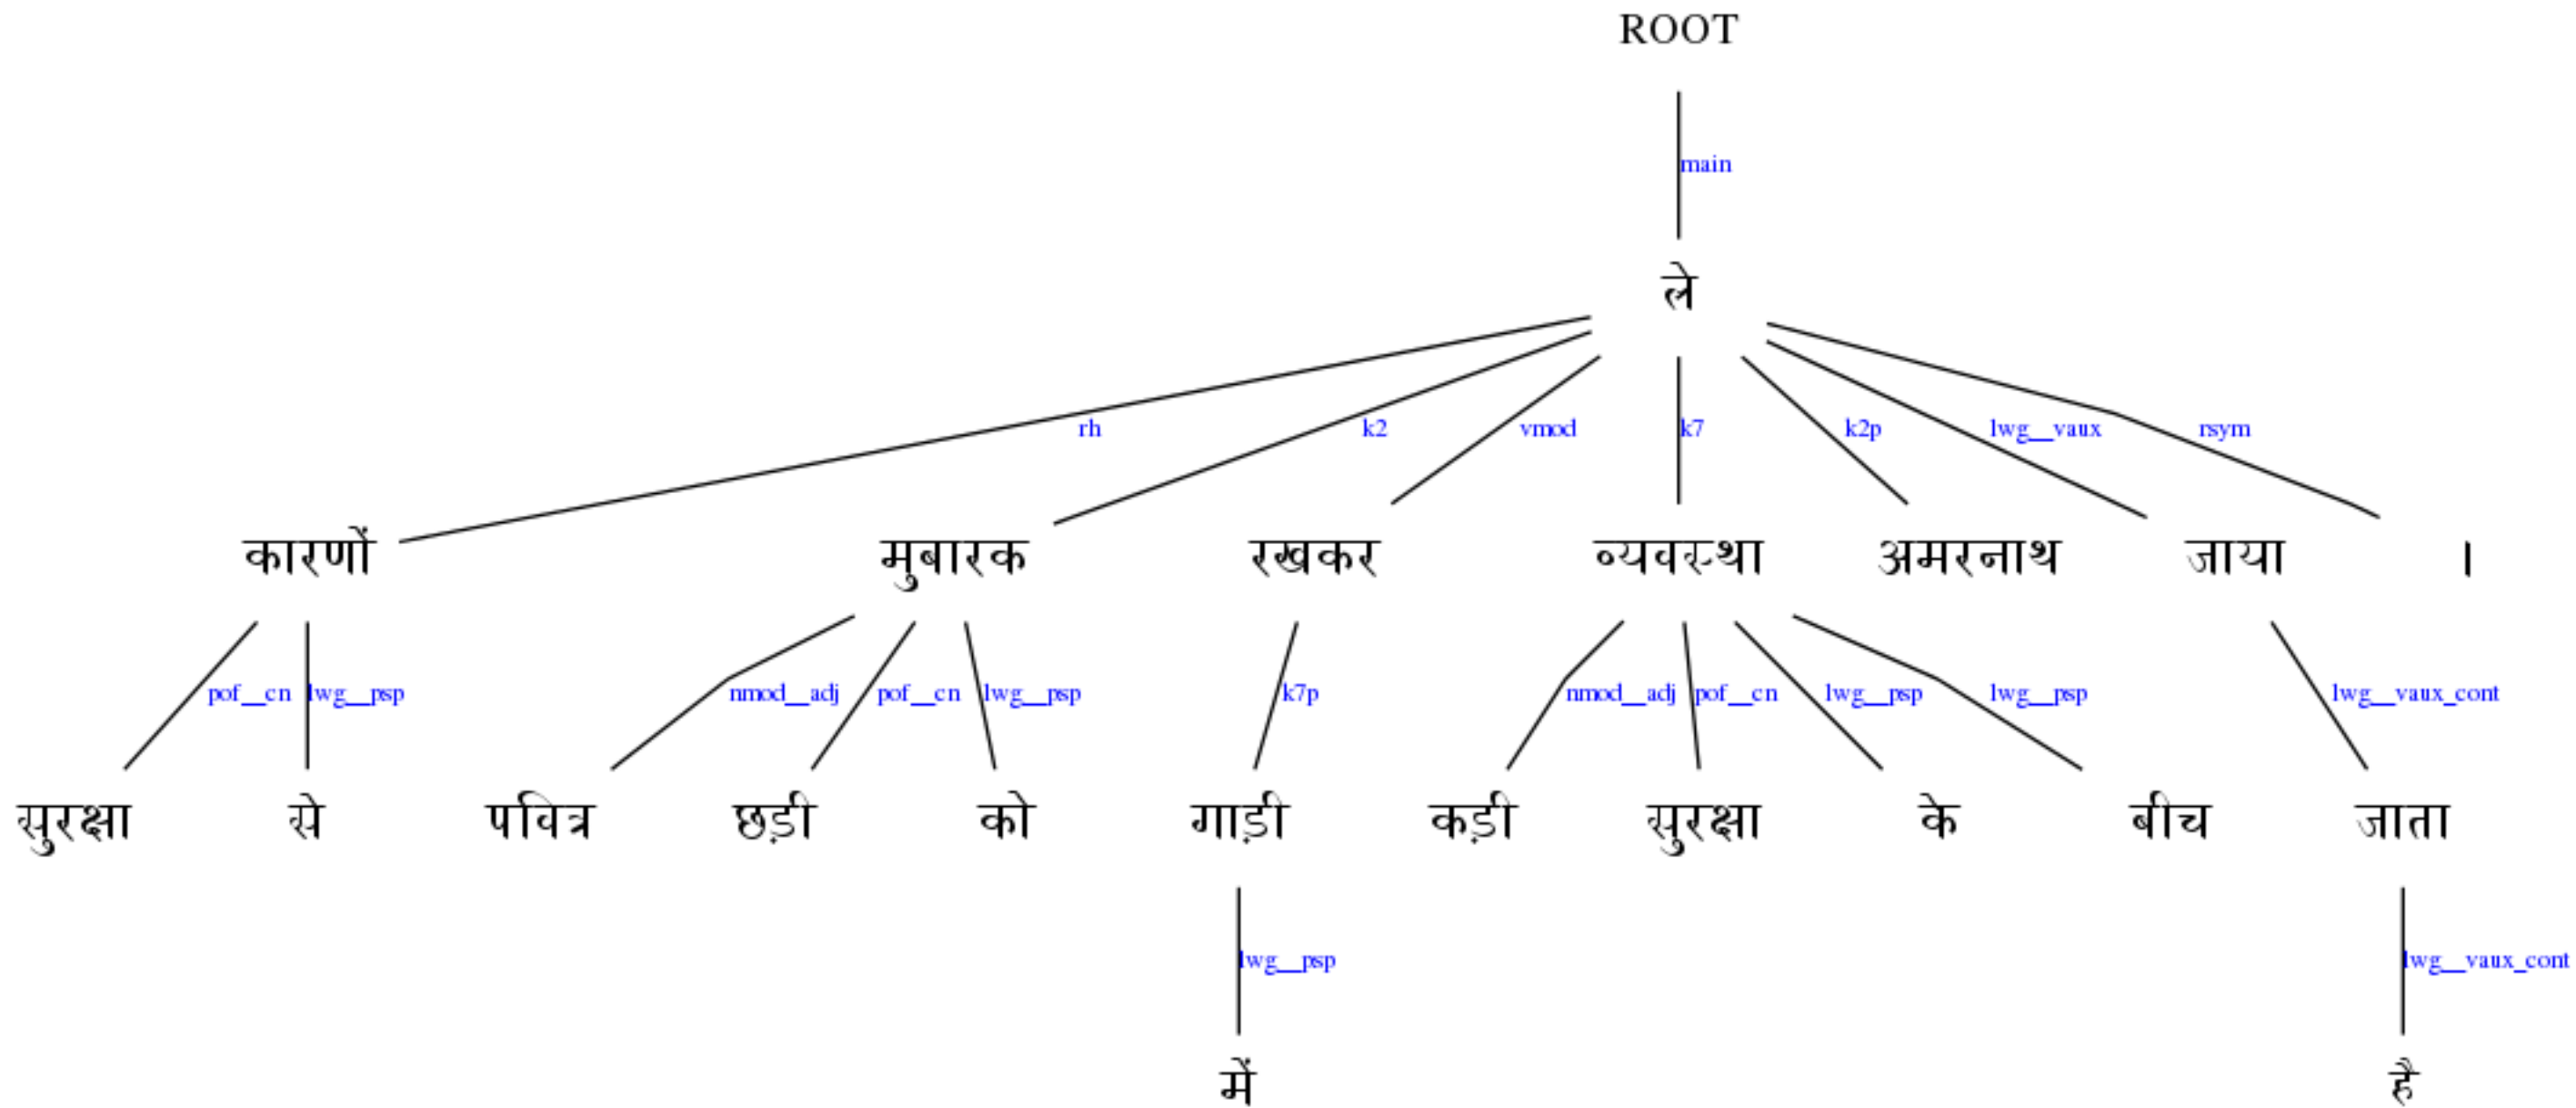 ROOT
main
ले
rh k2 vmod k7 k2p lwg__vaux rsym
कारणों मुबारक रखकर व्यवस्था अमरनाथ जाया ।
pof__cn lwg__psp nmod__adj pof__cn lwg__psp k7p nmod__adj pof__cn lwg__psp lwg__psp lwg__vaux_cont
सुरक्षा से पवित्र छड़ी को गाड़ी कड़ी सुरक्षा के बीच जाता
lwg__psp lwg__vaux_cont
में है